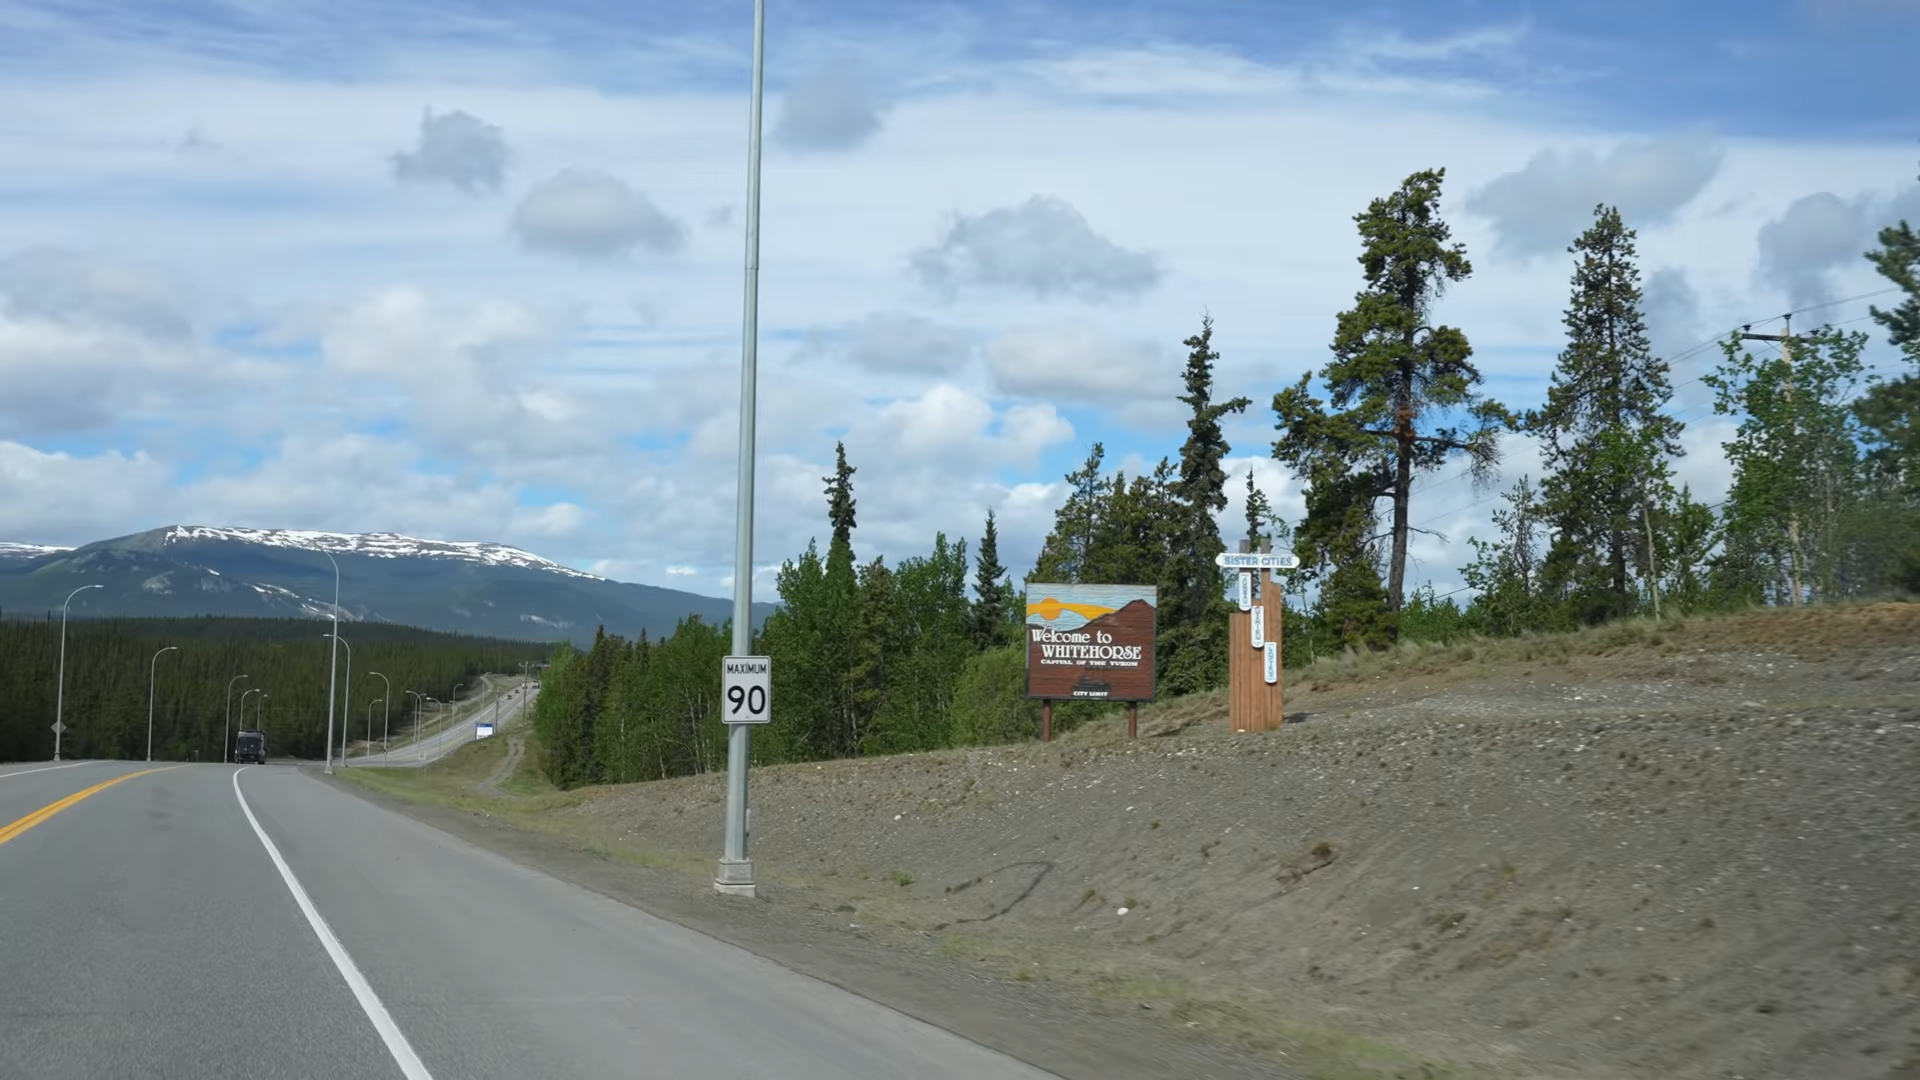 MAXIMUM
90
Welcome to
WHITEHORSE
CAPITAL OF THE YUKON
CITY LIMIT
SISTER CITIES